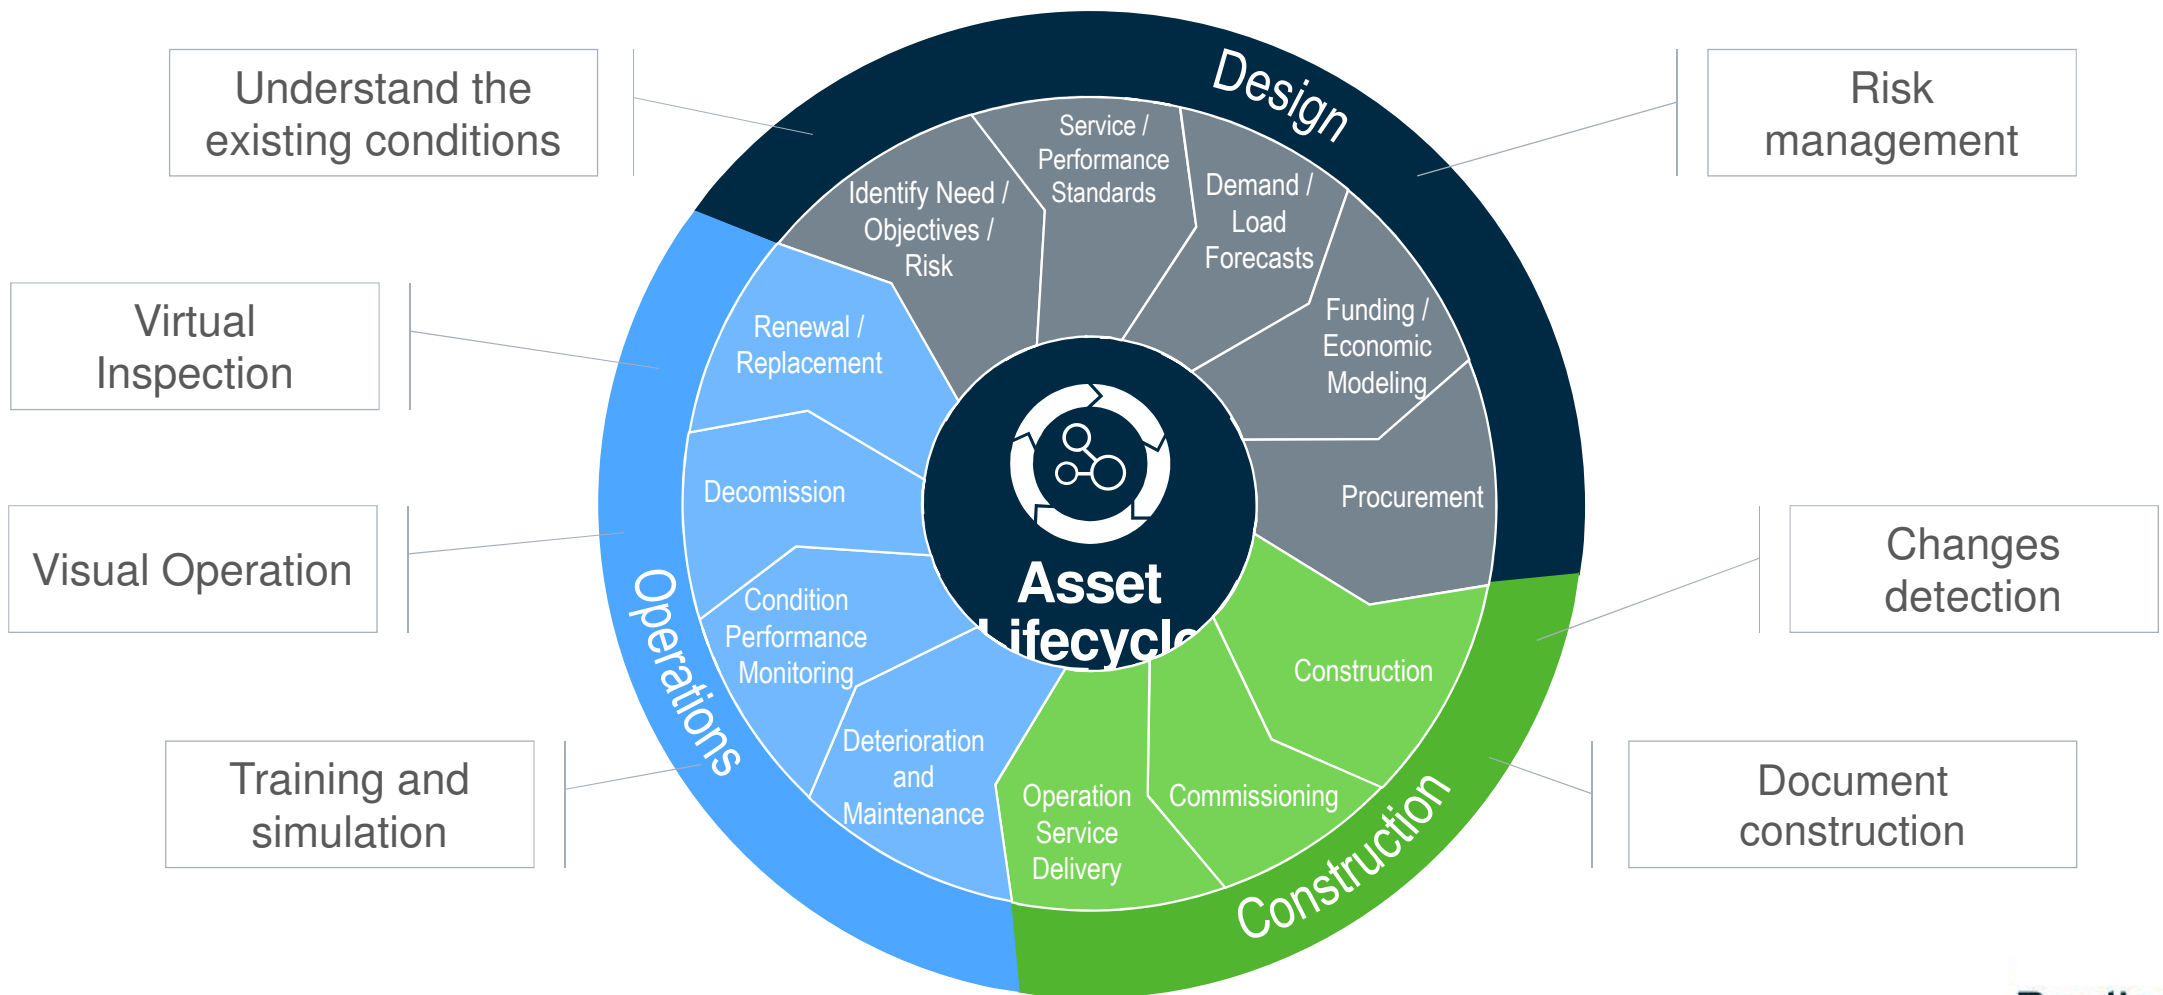 Understand the
existing conditions
Virtual
Inspection
Visual Operation
Training and
simulation
Design
Risk
management
Changes
detection
Document
construction
Construction
Operations
Identify Need /
Objectives /
Risk
Service /
Performance
Standards
Demand /
Load
Forecasts
Funding /
Economic
Modeling
Procurement
Construction
Commissioning
Operation
Service
Delivery
Deterioration
and
Maintenance
Condition
Performance
Monitoring
Decomission
Renewal /
Replacement
Asset
Lifecycle